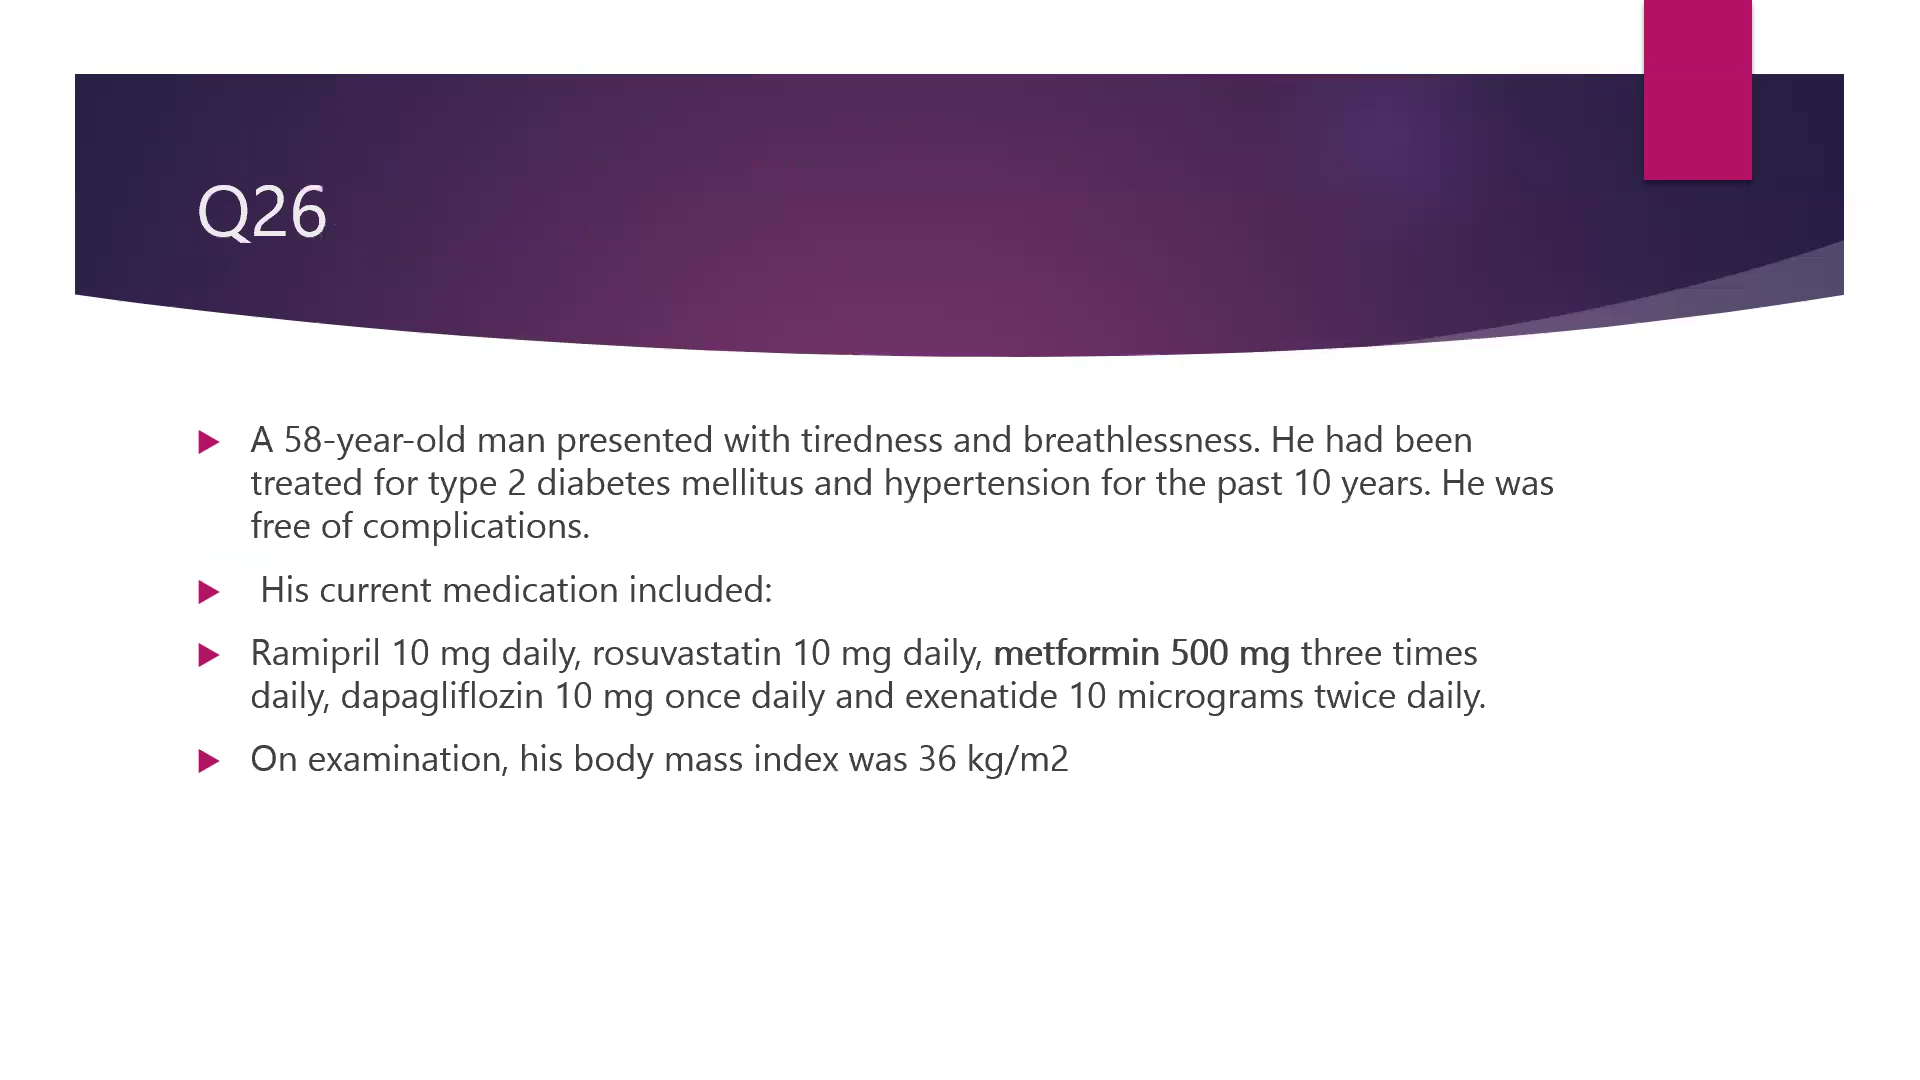 Q26
A 58-year-old man presented with tiredness and breathlessness. He had been
treated for type 2 diabetes mellitus and hypertension for the past 10 years. He was
free of complications.
His current medication included:
Ramipril 10 mg daily, rosuvastatin 10 mg daily, metformin 500 mg three times
daily, dapagliflozin 10 mg once daily and exenatide 10 micrograms twice daily.
On examination, his body mass index was 36 kg/m2